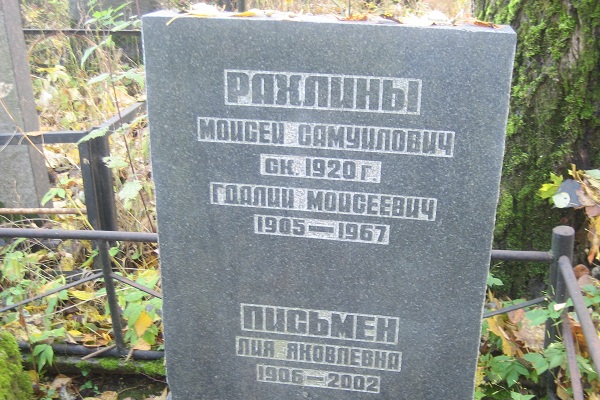 РАХЛИНЫ
МОИСЕЙ САМУИЛОВИЧ
СК. 1920 г.
ГДАЛИЙ МОИСЕЕВИЧ
1905—1967
ПИСЬМЕН
ЛИЯ ЯКОВЛЕВНА
1906—2002